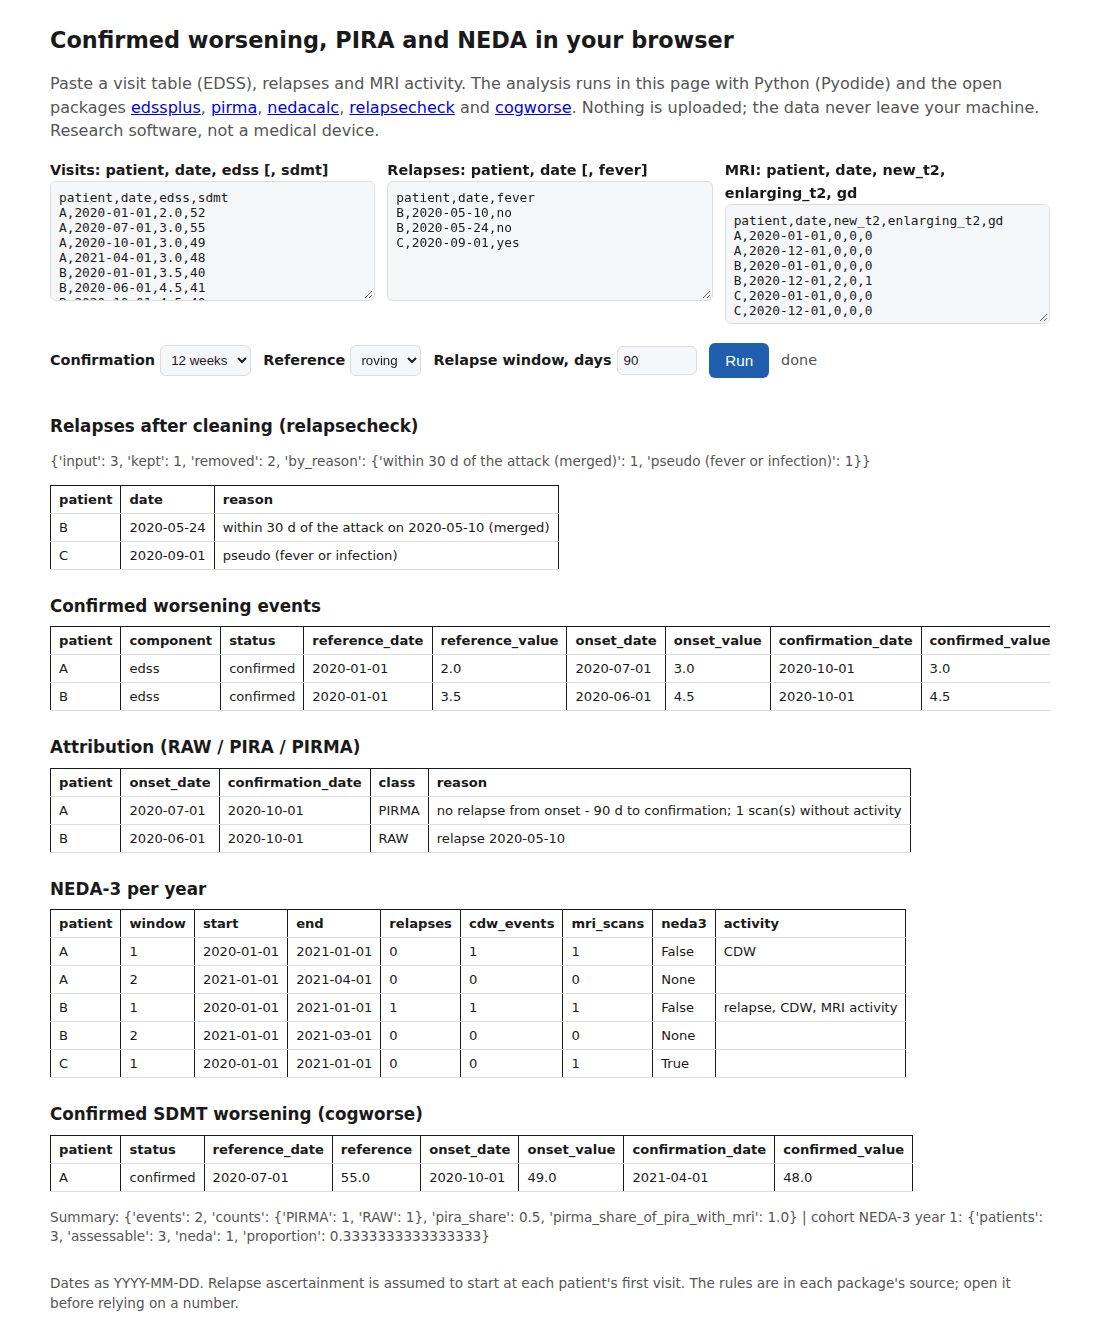 Confirmed worsening, PIRA and NEDA in your browser
Paste a visit table (EDSS), relapses and MRI activity. The analysis runs in this page with Python (Pyodide) and the open
packages edssplus, pirma, nedacalc, relapsecheck and cogworse. Nothing is uploaded; the data never leave your machine.
Research software, not a medical device.
Visits: patient, date, edss [, sdmt]
patient,date,edss,sdmt
A,2020-01-01,2.0,52
A,2020-07-01,3.0,55
A,2020-10-01,3.0,49
A,2021-04-01,3.0,48
B,2020-01-01,3.5,40
B,2020-06-01,4.5,41
Relapses: patient, date [, fever]
patient,date,fever
B,2020-05-10,no
B,2020-05-24,no
C,2020-09-01,yes
MRI: patient, date, new_t2,
enlarging_t2, gd
patient,date,new_t2,enlarging_t2,gd
A,2020-01-01,0,0,0
A,2020-12-01,0,0,0
B,2020-01-01,0,0,0
B,2020-12-01,2,0,1
C,2020-01-01,0,0,0
C,2020-12-01,0,0,0
Confirmation 12 weeks Reference roving Relapse window, days 90 Run done
Relapses after cleaning (relapsecheck)
{'input': 3, 'kept': 1, 'removed': 2, 'by_reason': {'within 30 d of the attack (merged)': 1, 'pseudo (fever or infection)': 1}}
patient date reason
B 2020-05-24 within 30 d of the attack on 2020-05-10 (merged)
C 2020-09-01 pseudo (fever or infection)
Confirmed worsening events
patient component status reference_date reference_value onset_date onset_value confirmation_date confirmed_value
A edss confirmed 2020-01-01 2.0 2020-07-01 3.0 2020-10-01 3.0
B edss confirmed 2020-01-01 3.5 2020-06-01 4.5 2020-10-01 4.5
Attribution (RAW / PIRA / PIRMA)
patient onset_date confirmation_date class reason
A 2020-07-01 2020-10-01 PIRMA no relapse from onset - 90 d to confirmation; 1 scan(s) without activity
B 2020-06-01 2020-10-01 RAW relapse 2020-05-10
NEDA-3 per year
patient window start end relapses cdw_events mri_scans neda3 activity
A 1 2020-01-01 2021-01-01 0 1 1 False CDW
A 2 2021-01-01 2021-04-01 0 0 0 None
B 1 2020-01-01 2021-01-01 1 1 1 False relapse, CDW, MRI activity
B 2 2021-01-01 2021-03-01 0 0 0 None
C 1 2020-01-01 2021-01-01 0 0 1 True
Confirmed SDMT worsening (cogworse)
patient status reference_date reference onset_date onset_value confirmation_date confirmed_value
A confirmed 2020-07-01 55.0 2020-10-01 49.0 2021-04-01 48.0
Summary: {'events': 2, 'counts': {'PIRMA': 1, 'RAW': 1}, 'pira_share': 0.5, 'pirma_share_of_pira_with_mri': 1.0} | cohort NEDA-3 year 1: {'patients':
3, 'assessable': 3, 'neda': 1, 'proportion': 0.3333333333333333}
Dates as YYYY-MM-DD. Relapse ascertainment is assumed to start at each patient's first visit. The rules are in each package's source; open it
before relying on a number.